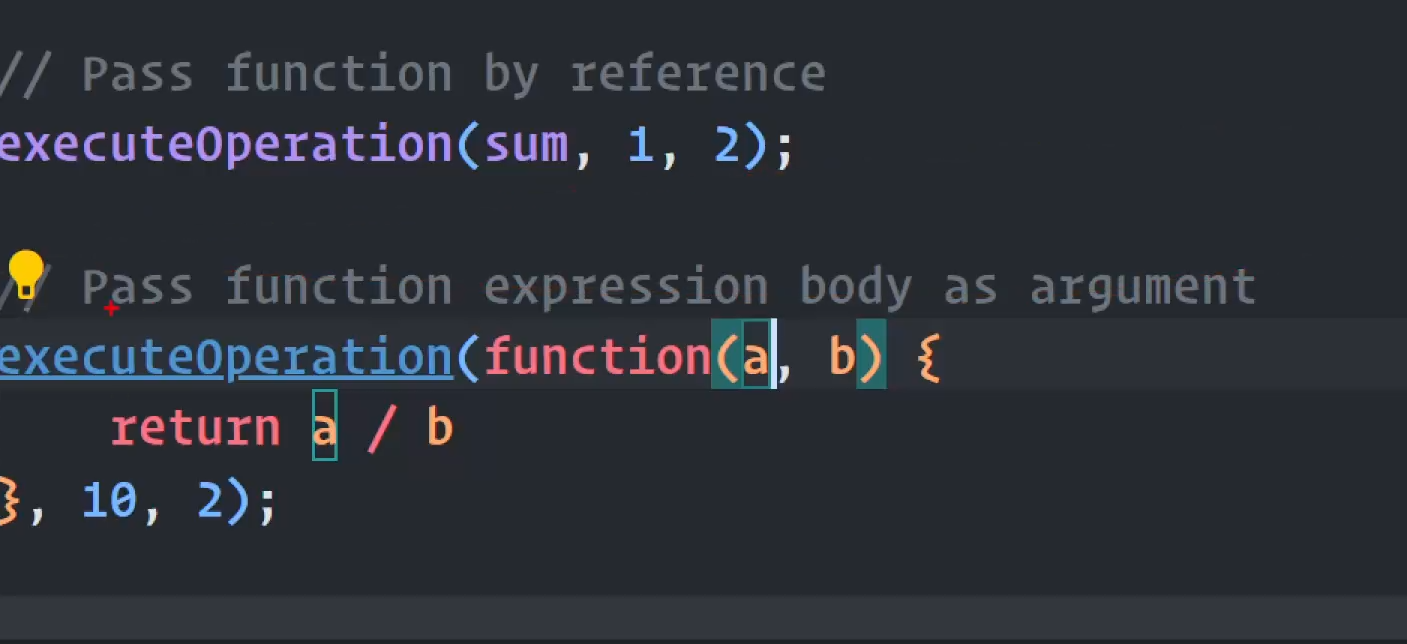 // Pass function by reference
executeOperation(sum, 1, 2);
// Pass function expression body as argument
executeOperation(function(a, b) {
return a / b
}, 10, 2);